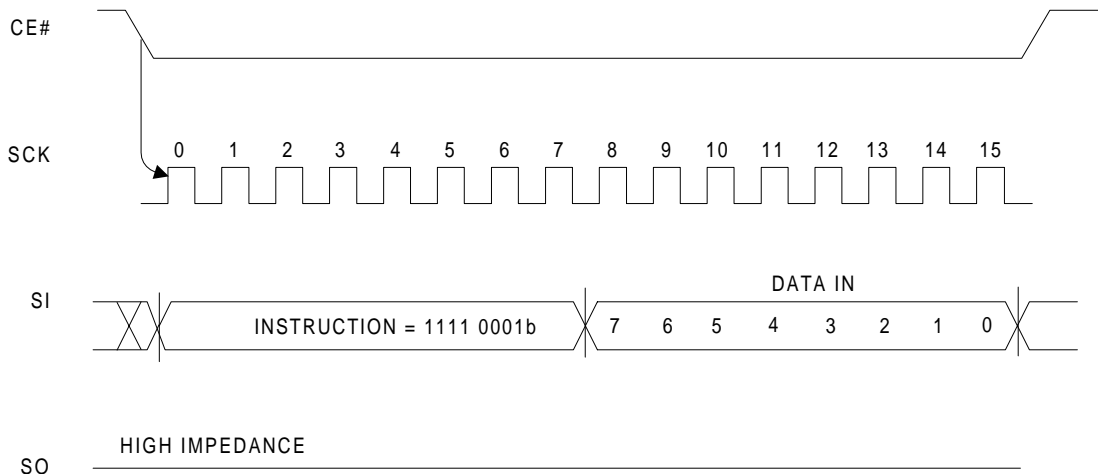 CE#
SCK
0 1 2 3 4 5 6 7 8 9 10 11 12 13 14 15
SI
DATA IN
INSTRUCTION = 1111 0001b
7 6 5 4 3 2 1 0
HIGH IMPEDANCE
SO